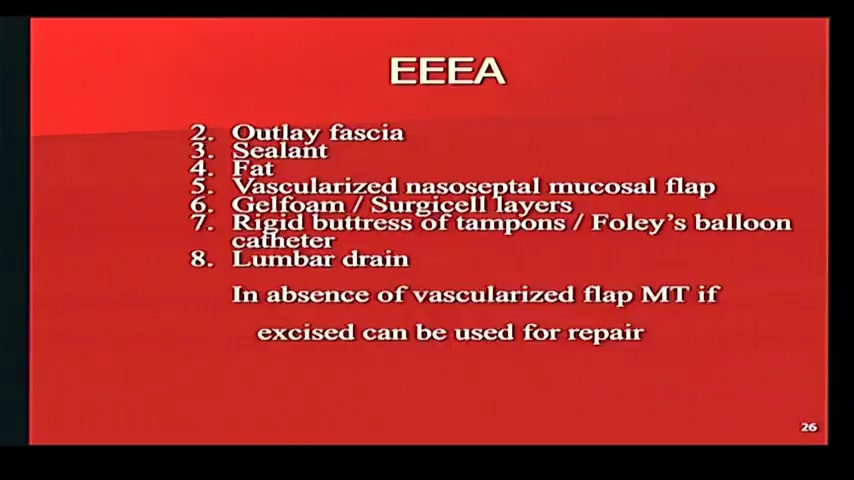 EEEA
2. Outlay fascia
3. Sealant
4. Fat
5. Vascularized nasoseptal mucosal flap
6. Gelfoam / Surgicell layers
7. Rigid buttress of tampons / Foley's balloon
catheter
8. Lumbar drain
In absence of vascularized flap MT if
excised can be used for repair
26